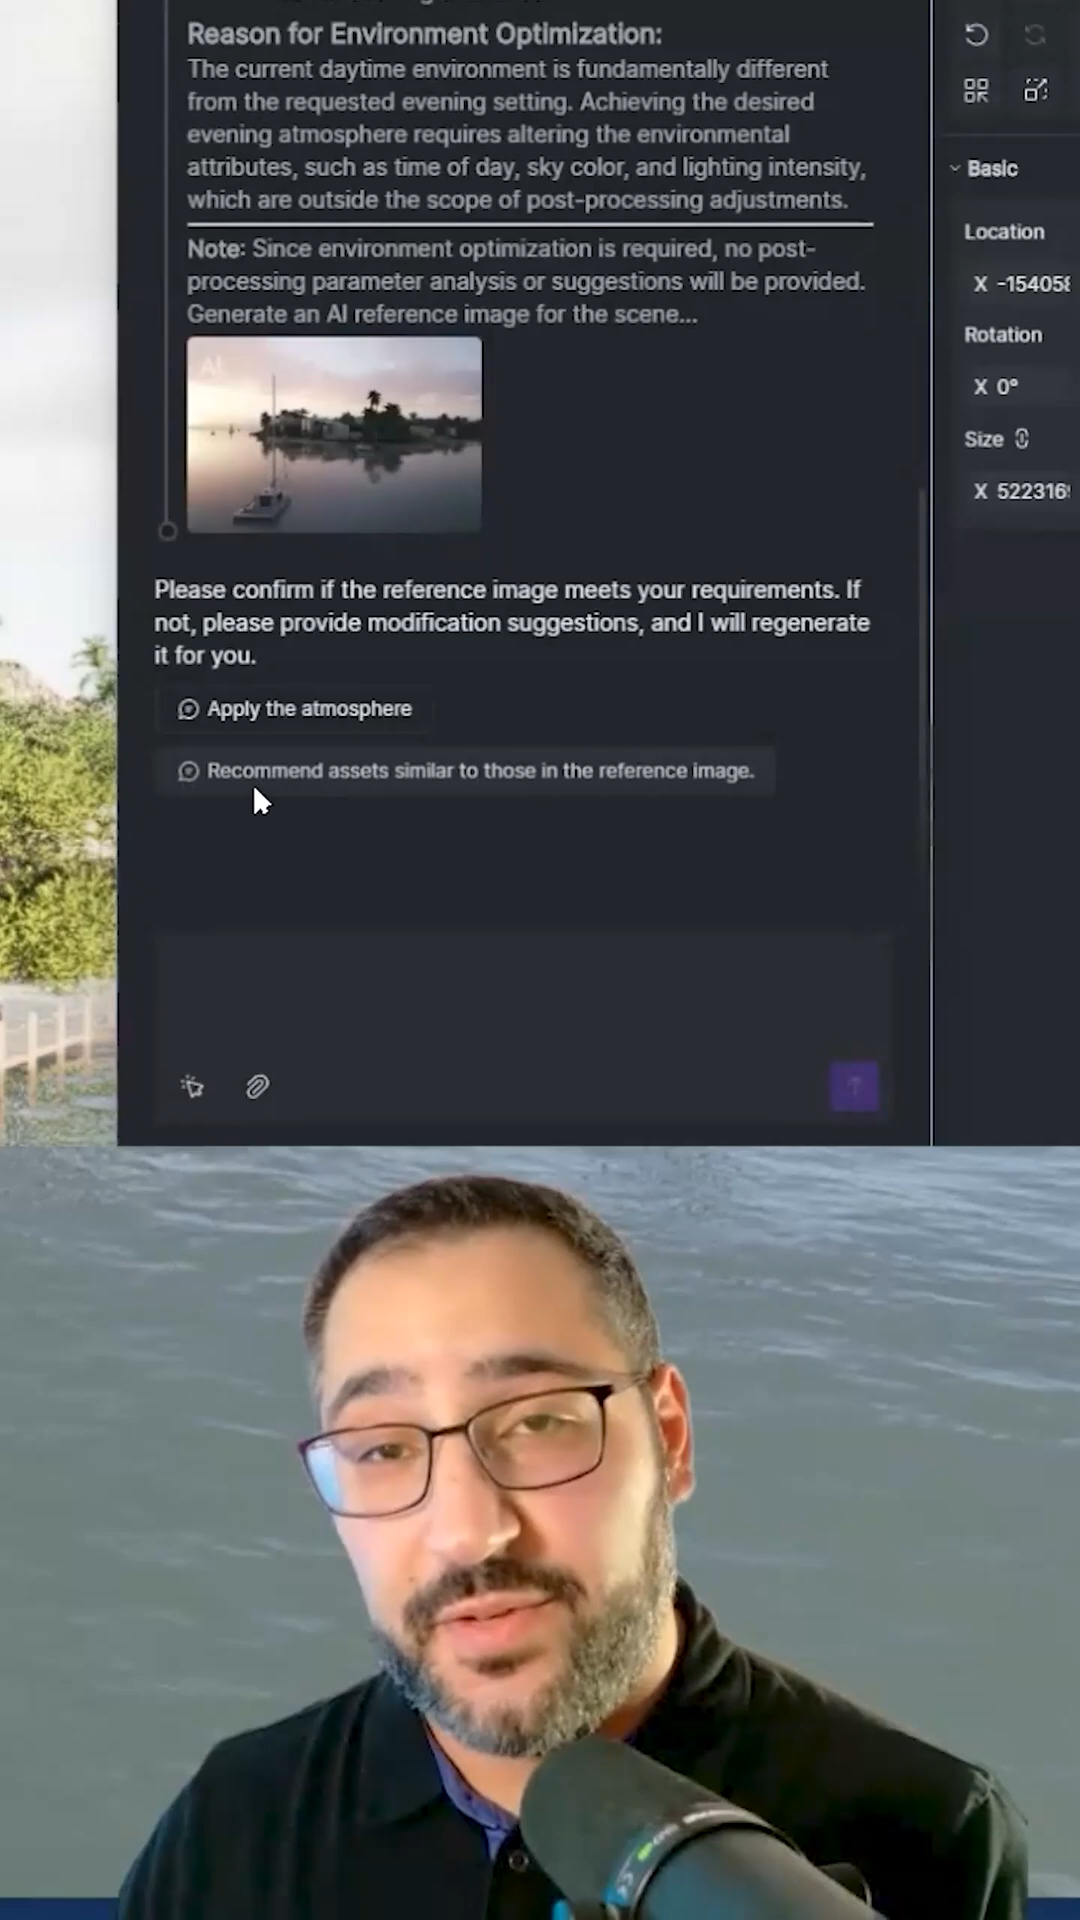 Reason for Environment Optimization:
The current daytime environment is fundamentally different
from the requested evening setting. Achieving the desired
evening atmosphere requires altering the environmental
attributes, such as time of day, sky color, and lighting intensity,
which are outside the scope of post-processing adjustments.
Note: Since environment optimization is required, no post-
processing parameter analysis or suggestions will be provided.
Generate an AI reference image for the scene...
AI
Please confirm if the reference image meets your requirements. If
not, please provide modification suggestions, and I will regenerate
it for you.
Apply the atmosphere
Recommend assets similar to those in the reference image.
Basic
Location
X -15405
Rotation
X 0°
Size
X 522316